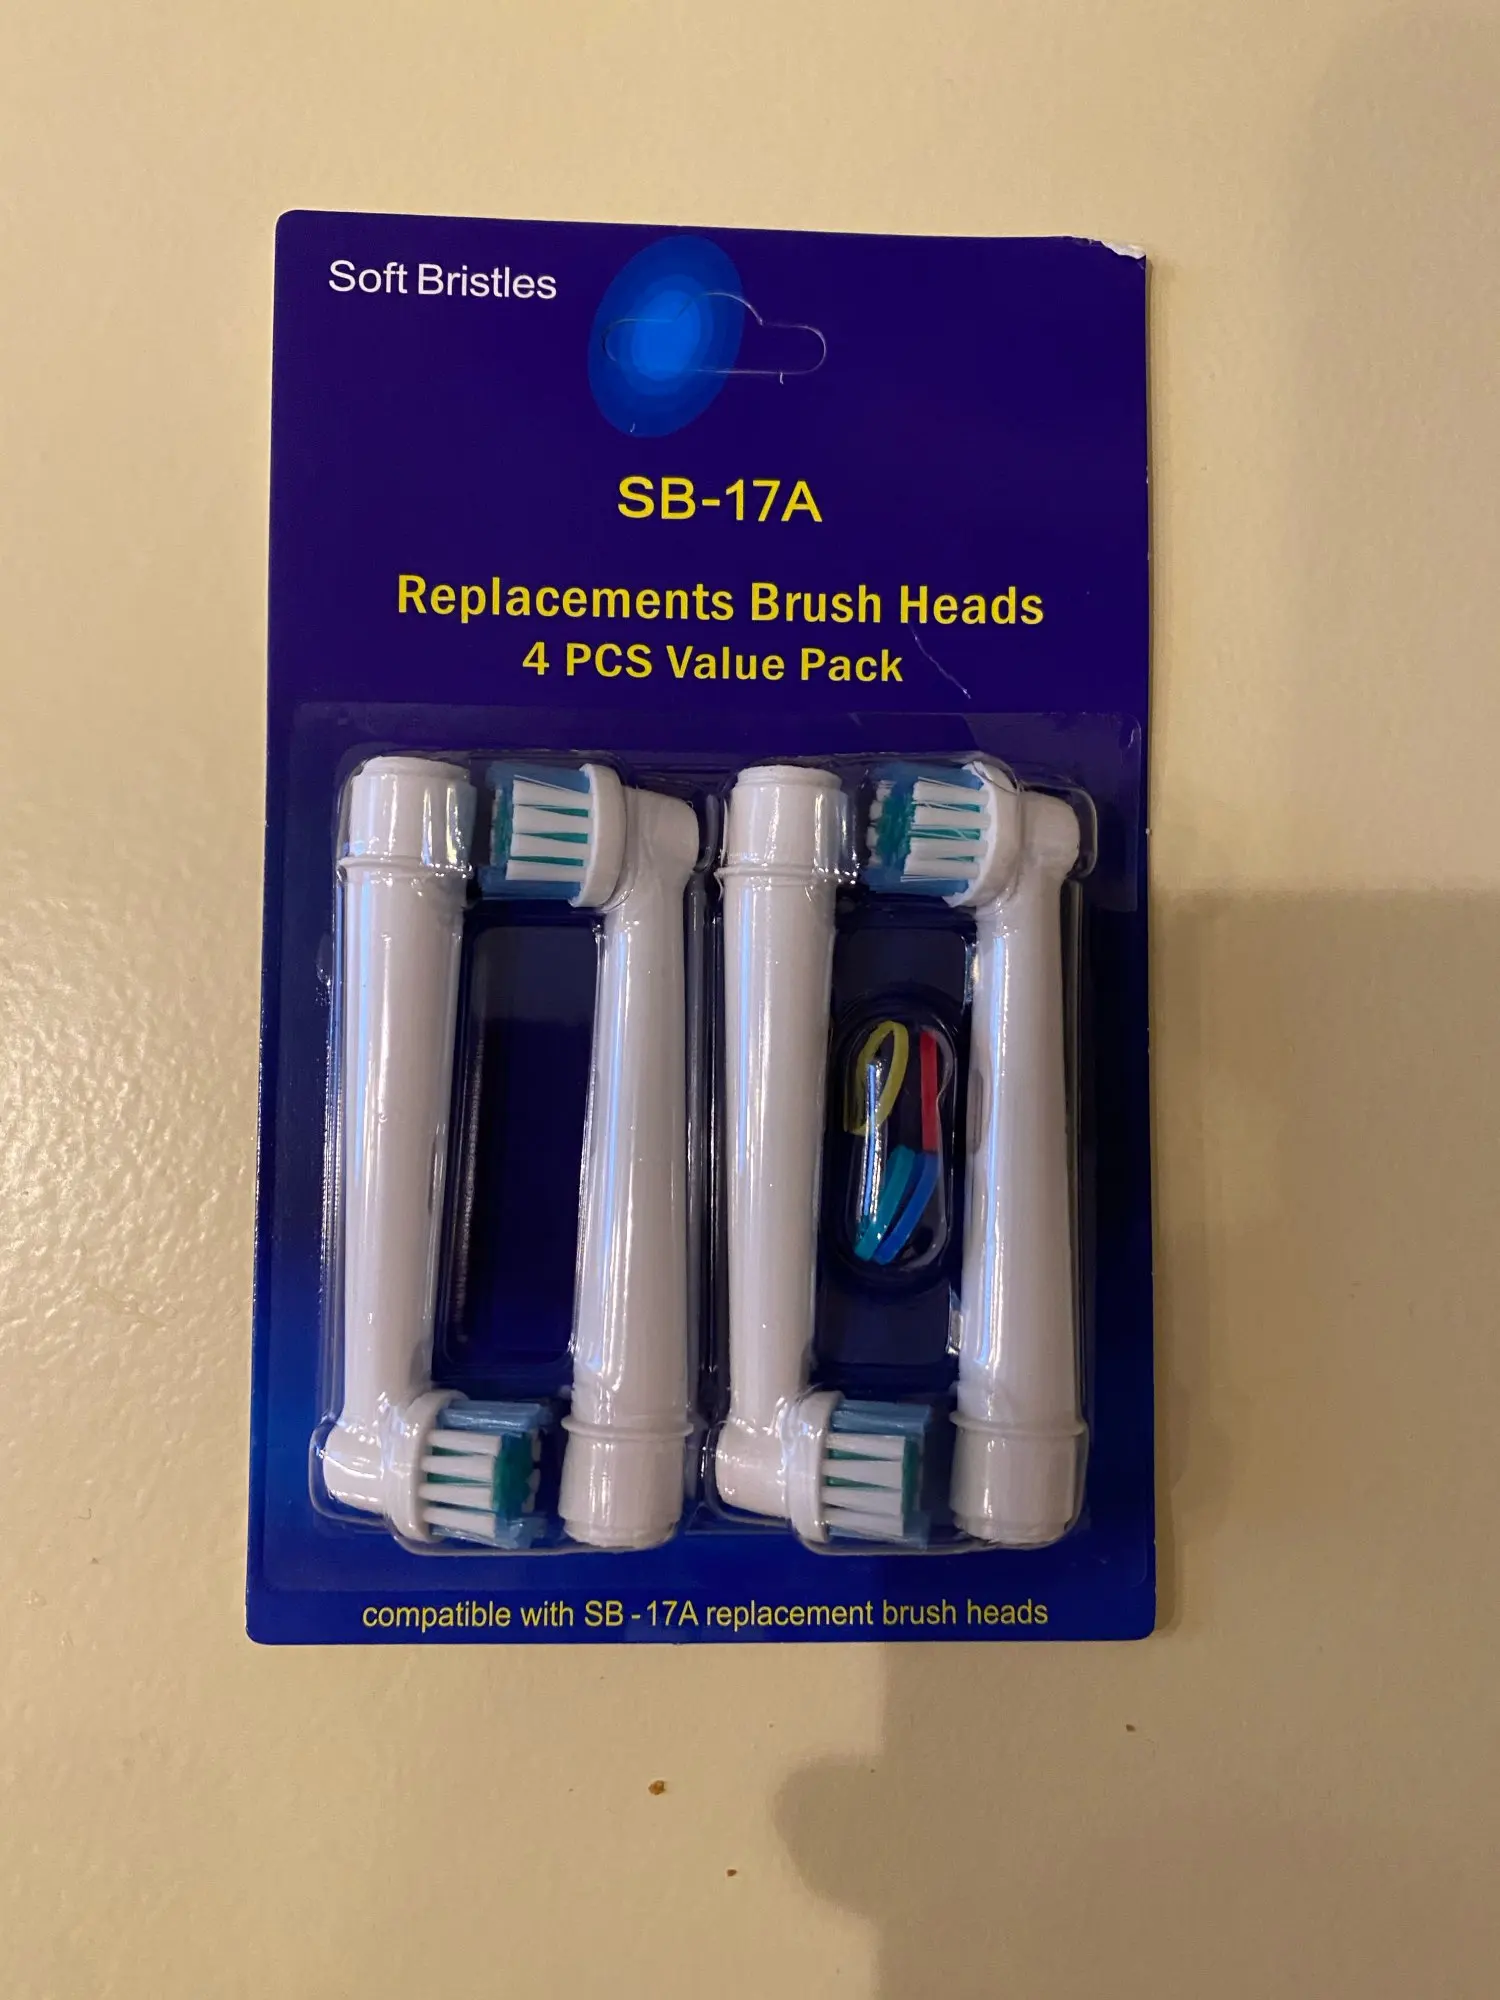 Soft Bristles
SB-17A
Replacements Brush Heads
4 PCS Value Pack
compatible with SB-17A replacement brush heads